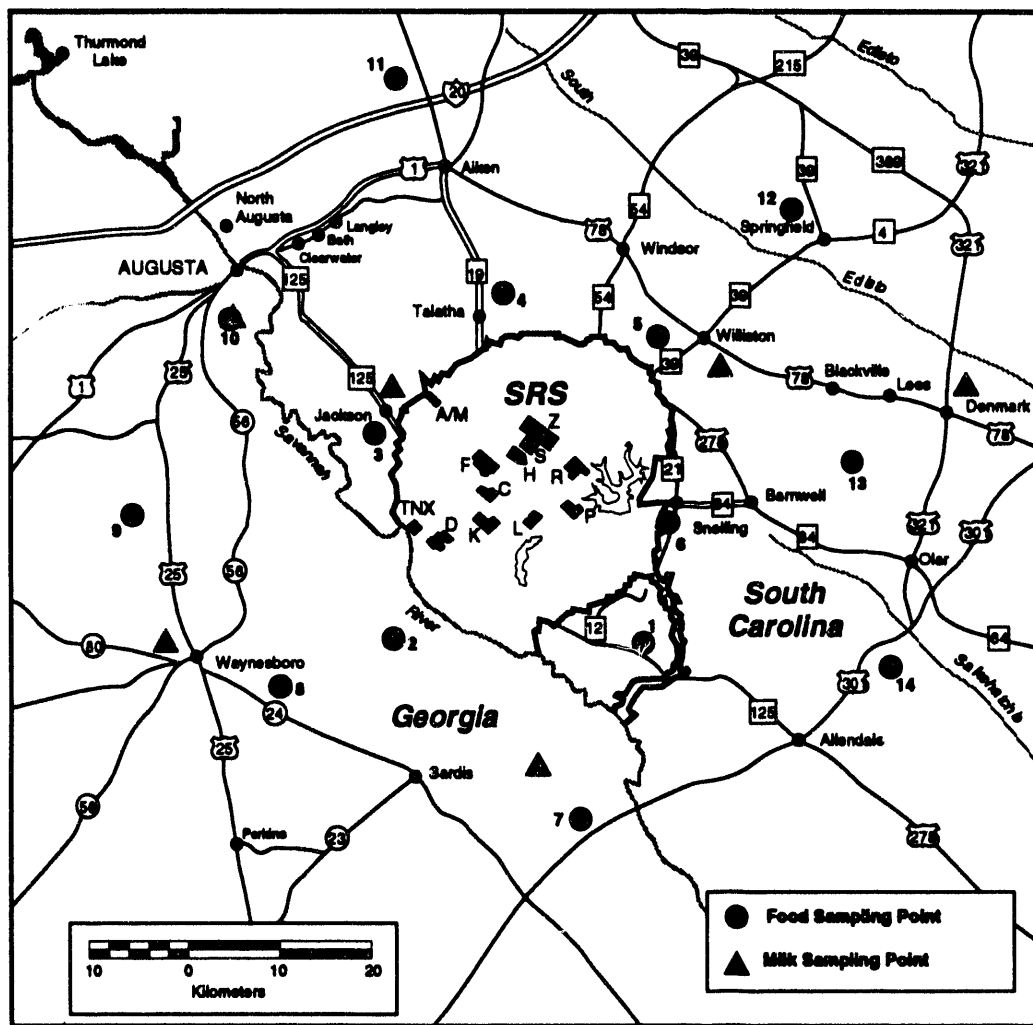 Thurmond
Lake
11
20
39
215
Edisto
South
1
Aiken
39
389
321
North
Augusta
Langley
Bath
Clearwater
54
12
Springfield
4
78
Windsor
321
AUGUSTA
125
19
4
Talatha
54
39
Edisto
10
5
Williston
39
1
25
125
Jackson
A/M
SRS
78
Blackville
Denmark
78
56
Savannah
3
Z
S
H
F
R
C
275
21
Barnwell
13
9
TNX
D
K
L
P
64
Snelling
6
64
321
301
Olar
25
56
River
South
Carolina
64
12
1
2
80
Waynesboro
8
24
Georgia
301
14
125
Allendale
25
Sardis
56
7
Perkins
23
278
Food Sampling Point
Milk Sampling Point
10
0
10
20
Kilometers